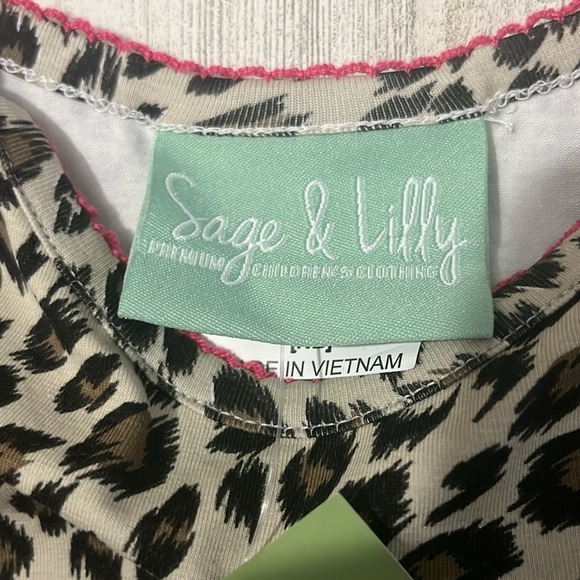 Sage & Lilly
PREMIUM CHILDREN'S CLOTHING
IN VIETNAM